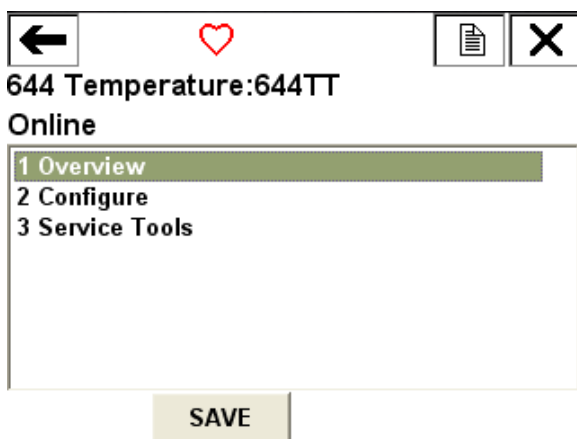 644 Temperature:644TT
Online
1 Overview
2 Configure
3 Service Tools
SAVE